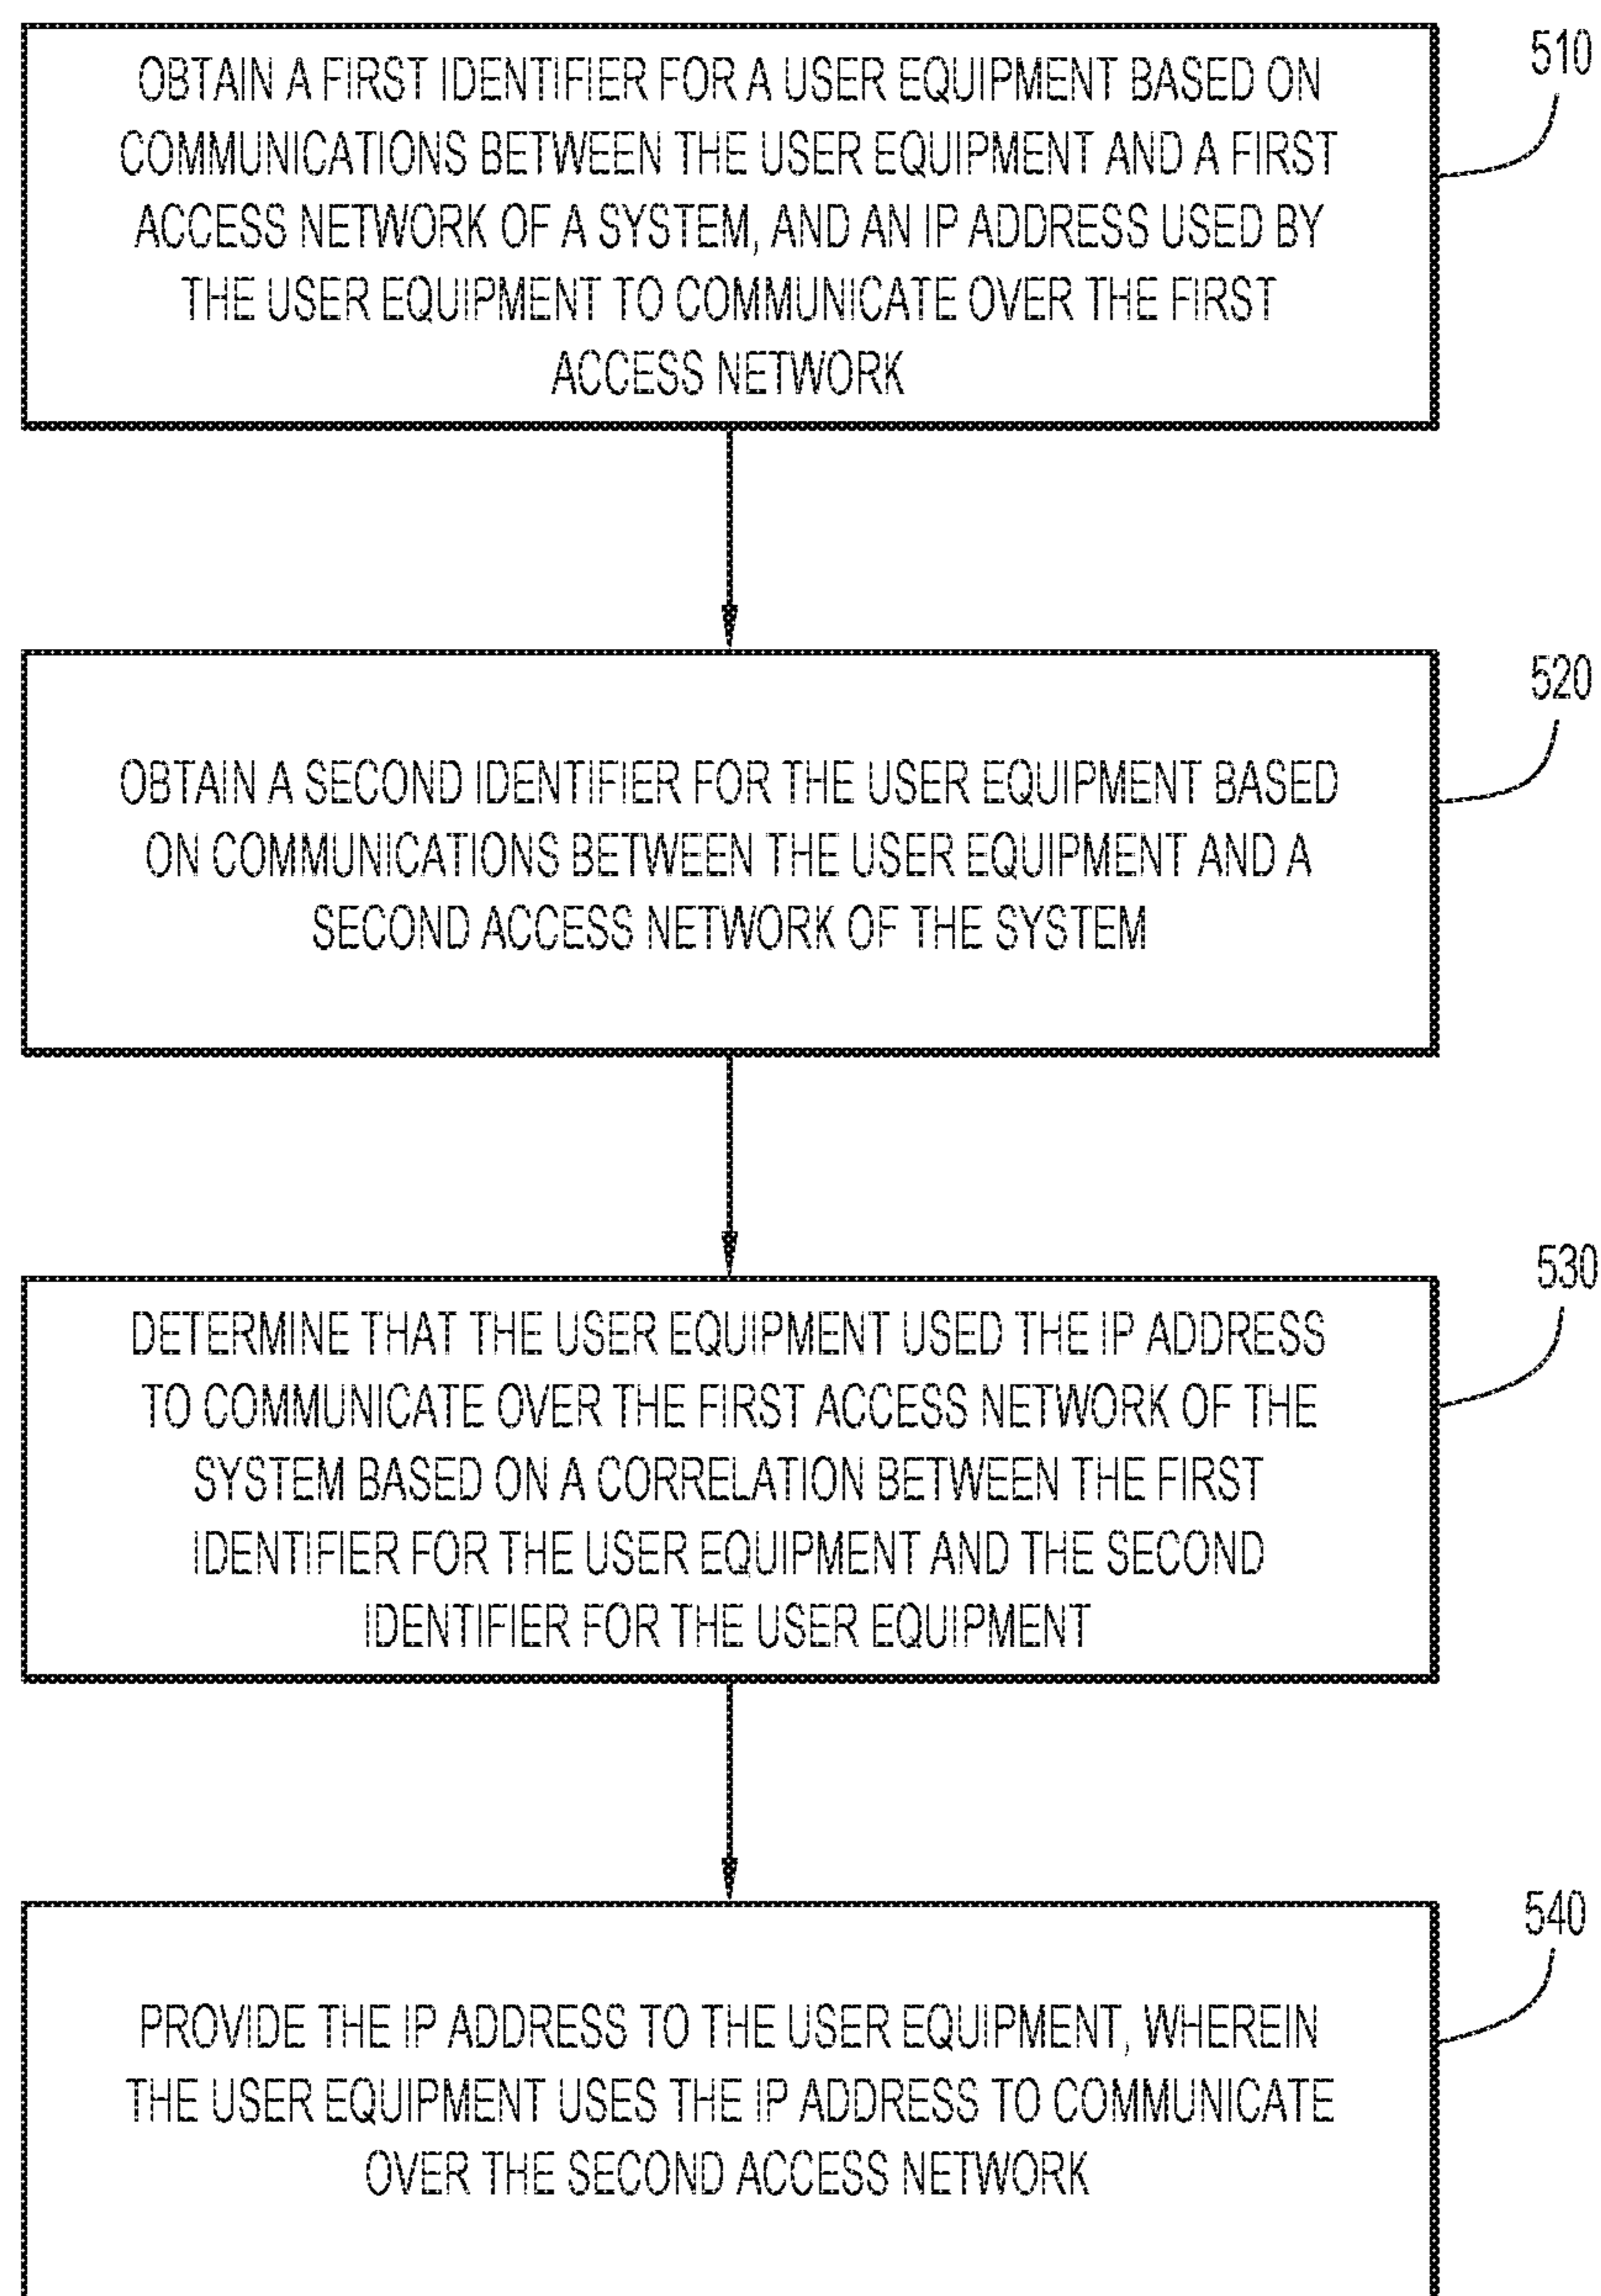 510
OBTAIN A FIRST IDENTIFIER FOR A USER EQUIPMENT BASED ON
COMMUNICATIONS BETWEEN THE USER EQUIPMENT AND A FIRST
ACCESS NETWORK OF A SYSTEM, AND AN IP ADDRESS USED BY
THE USER EQUIPMENT TO COMMUNICATE OVER THE FIRST
ACCESS NETWORK
520
OBTAIN A SECOND IDENTIFIER FOR THE USER EQUIPMENT BASED
ON COMMUNICATIONS BETWEEN THE USER EQUIPMENT AND A
SECOND ACCESS NETWORK OF THE SYSTEM
530
DETERMINE THAT THE USER EQUIPMENT USED THE IP ADDRESS
TO COMMUNICATE OVER THE FIRST ACCESS NETWORK OF THE
SYSTEM BASED ON A CORRELATION BETWEEN THE FIRST
IDENTIFIER FOR THE USER EQUIPMENT AND THE SECOND
IDENTIFIER FOR THE USER EQUIPMENT
540
PROVIDE THE IP ADDRESS TO THE USER EQUIPMENT, WHEREIN
THE USER EQUIPMENT USES THE IP ADDRESS TO COMMUNICATE
OVER THE SECOND ACCESS NETWORK